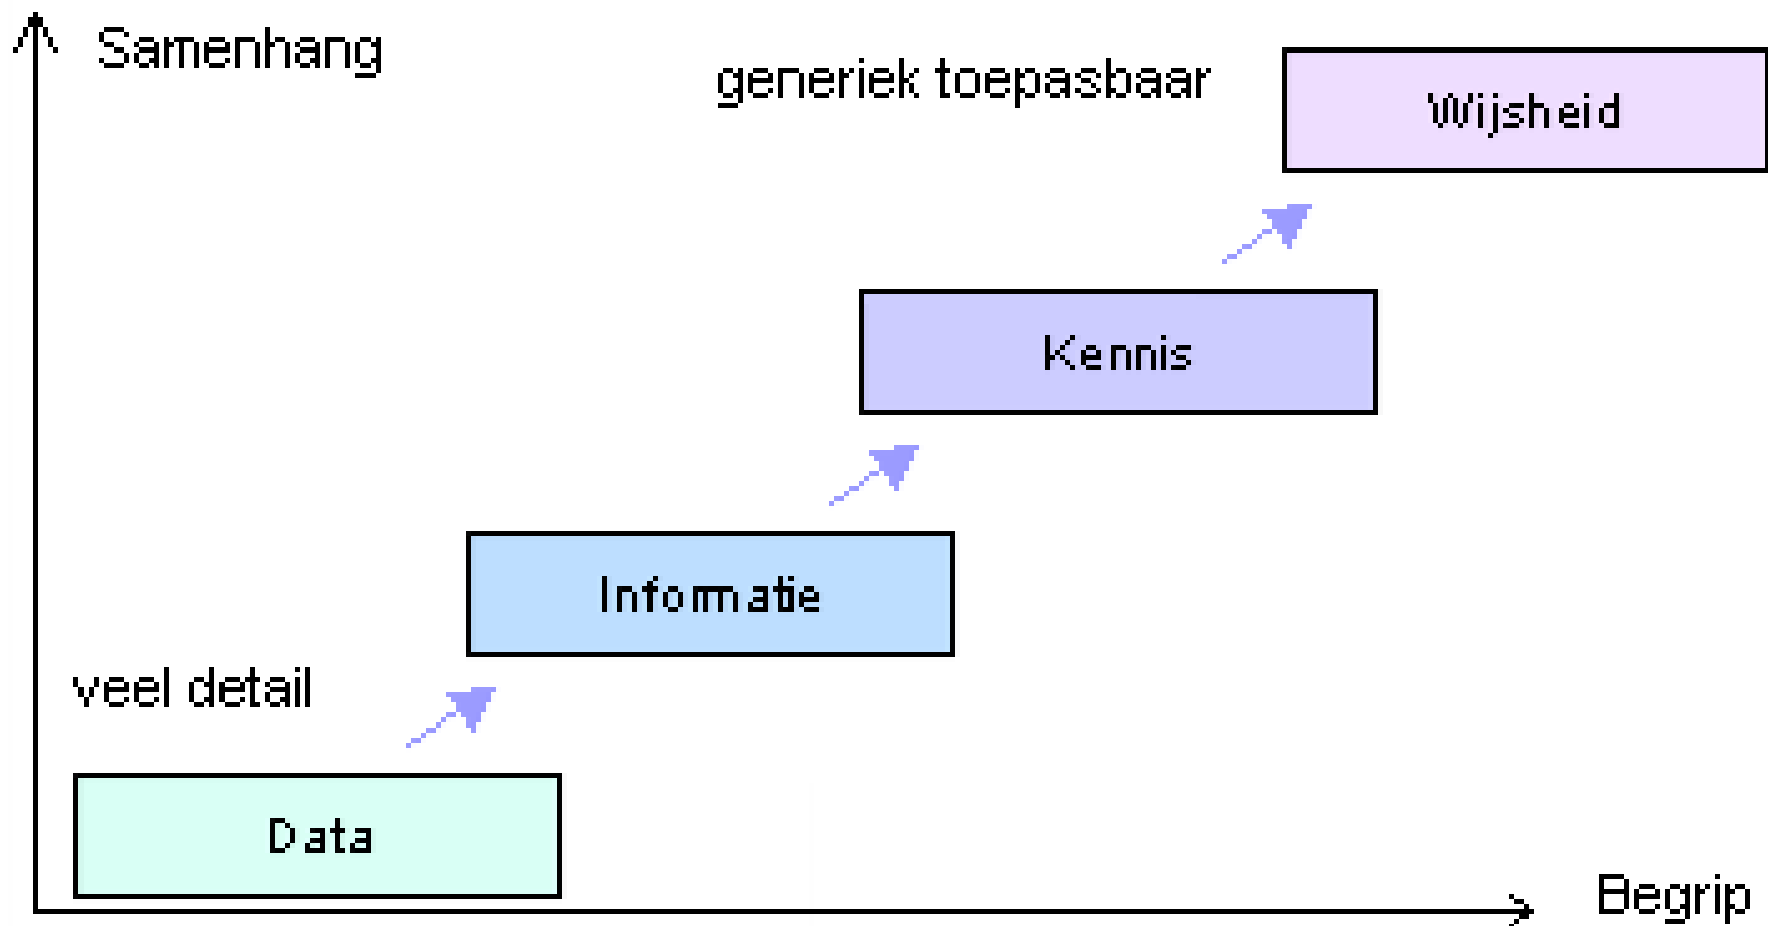 Samenhang
generiek toepasbaar
Wijsheid
Kennis
Informatie
veel detail
Data
Begrip